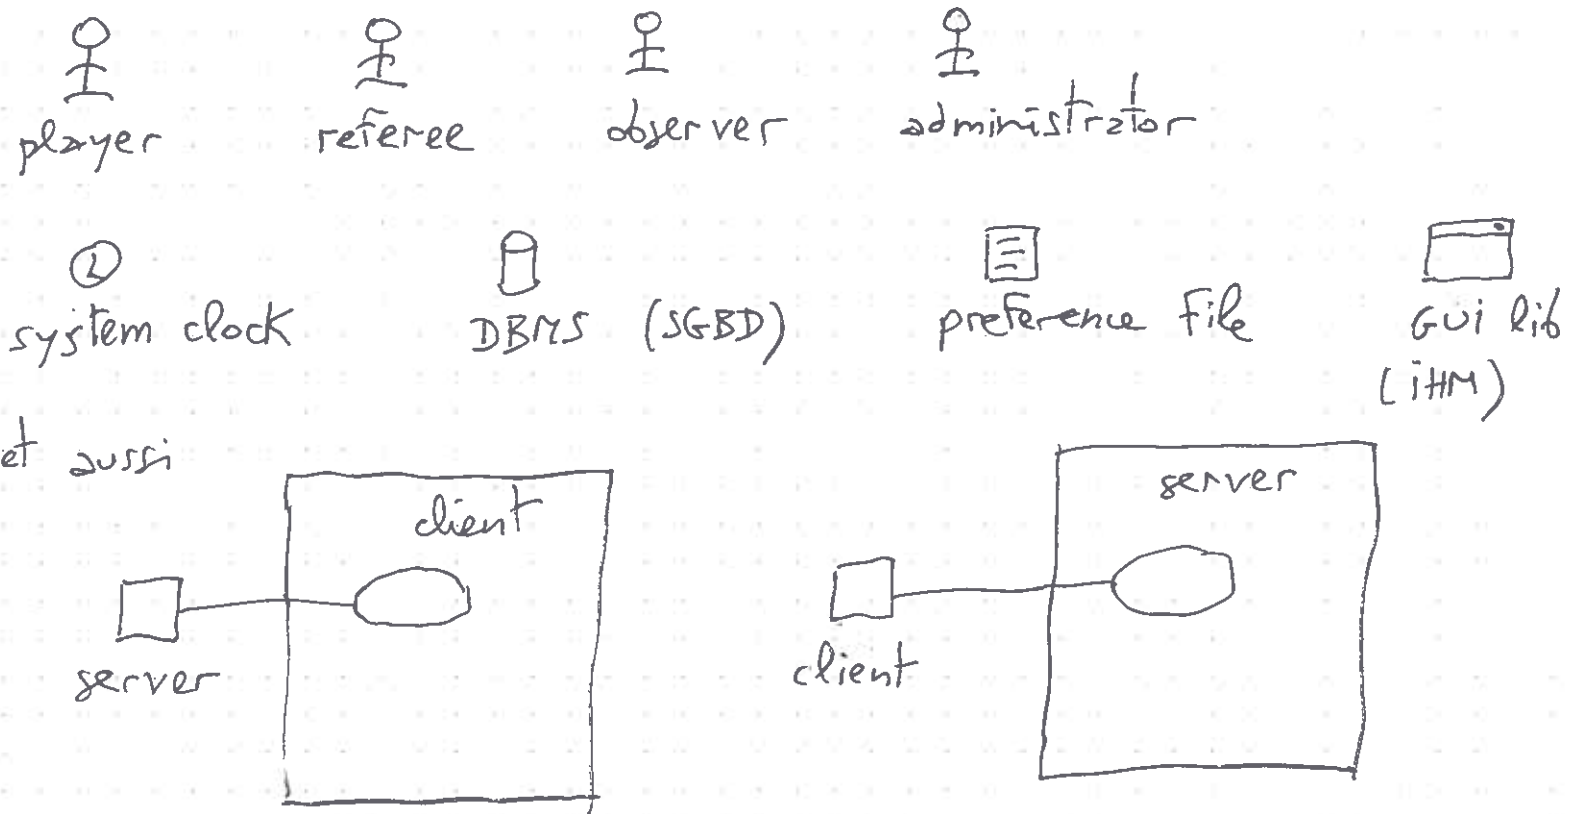 player referee observer administrator
system clock DBMS (SGBD) preference file GUi lib
(iHM)
et aussi
client server
server client